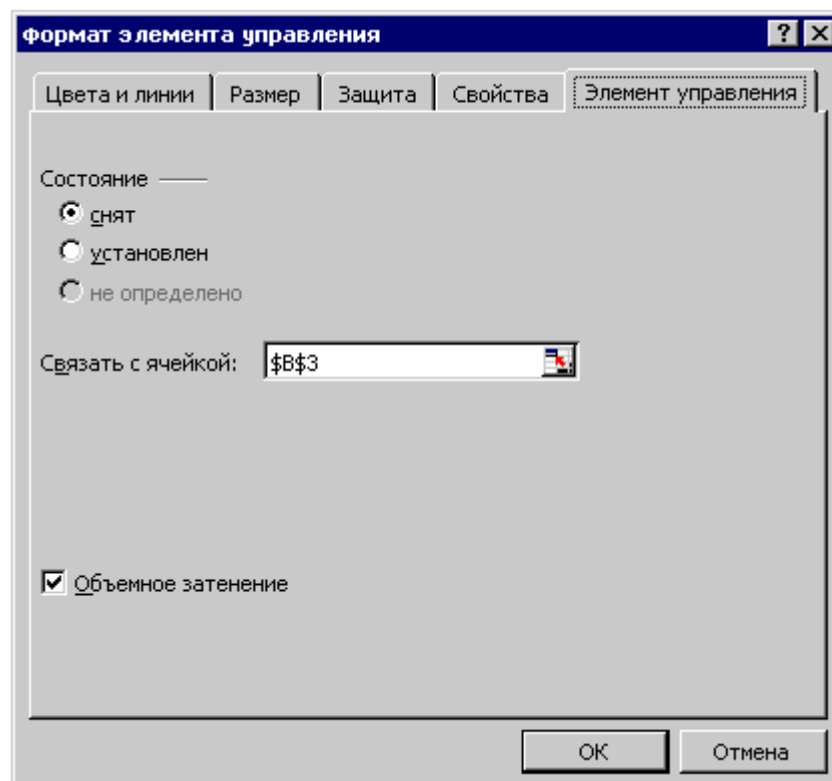 Формат элемента управления
Цвета и линии Размер Защита Свойства Элемент управления
Состояние
снят
установлен
не определено
Связать с ячейкой: $B$3
Объемное затенение
ОК Отмена